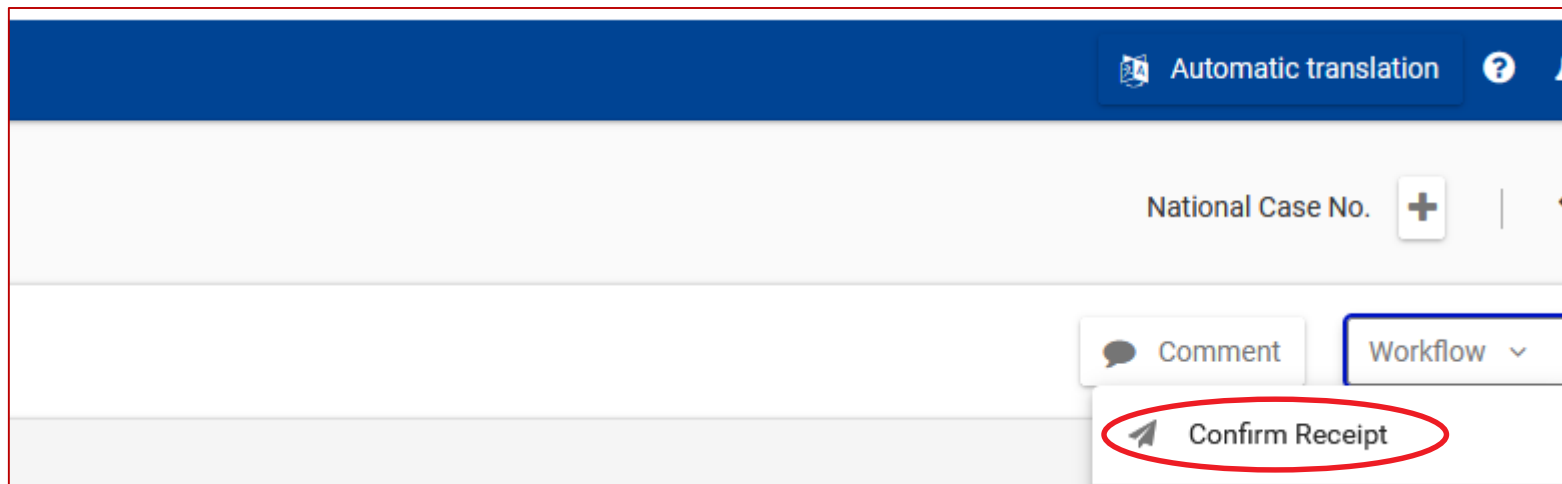 Automatic translation
National Case No.
Comment Workflow
Confirm Receipt